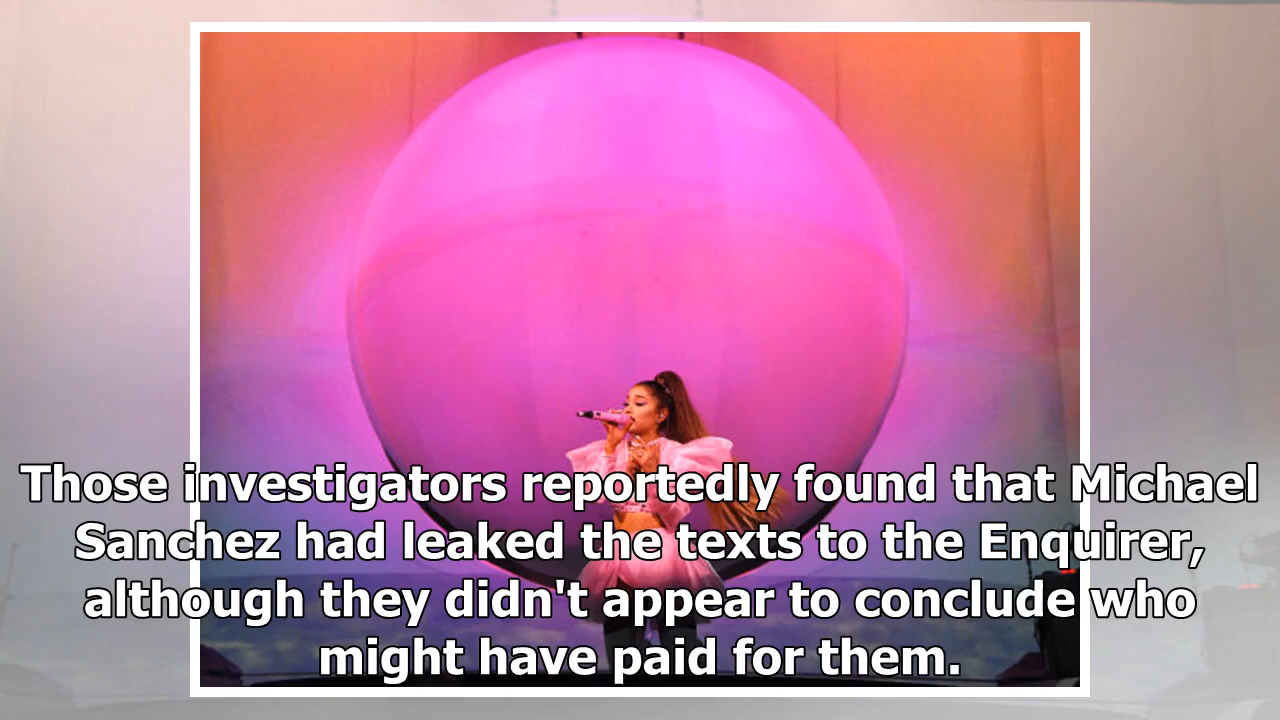 Those investigators reportedly found that Michael
Sanchez had leaked the texts to the Enquirer,
although they didn't appear to conclude who
might have paid for them.